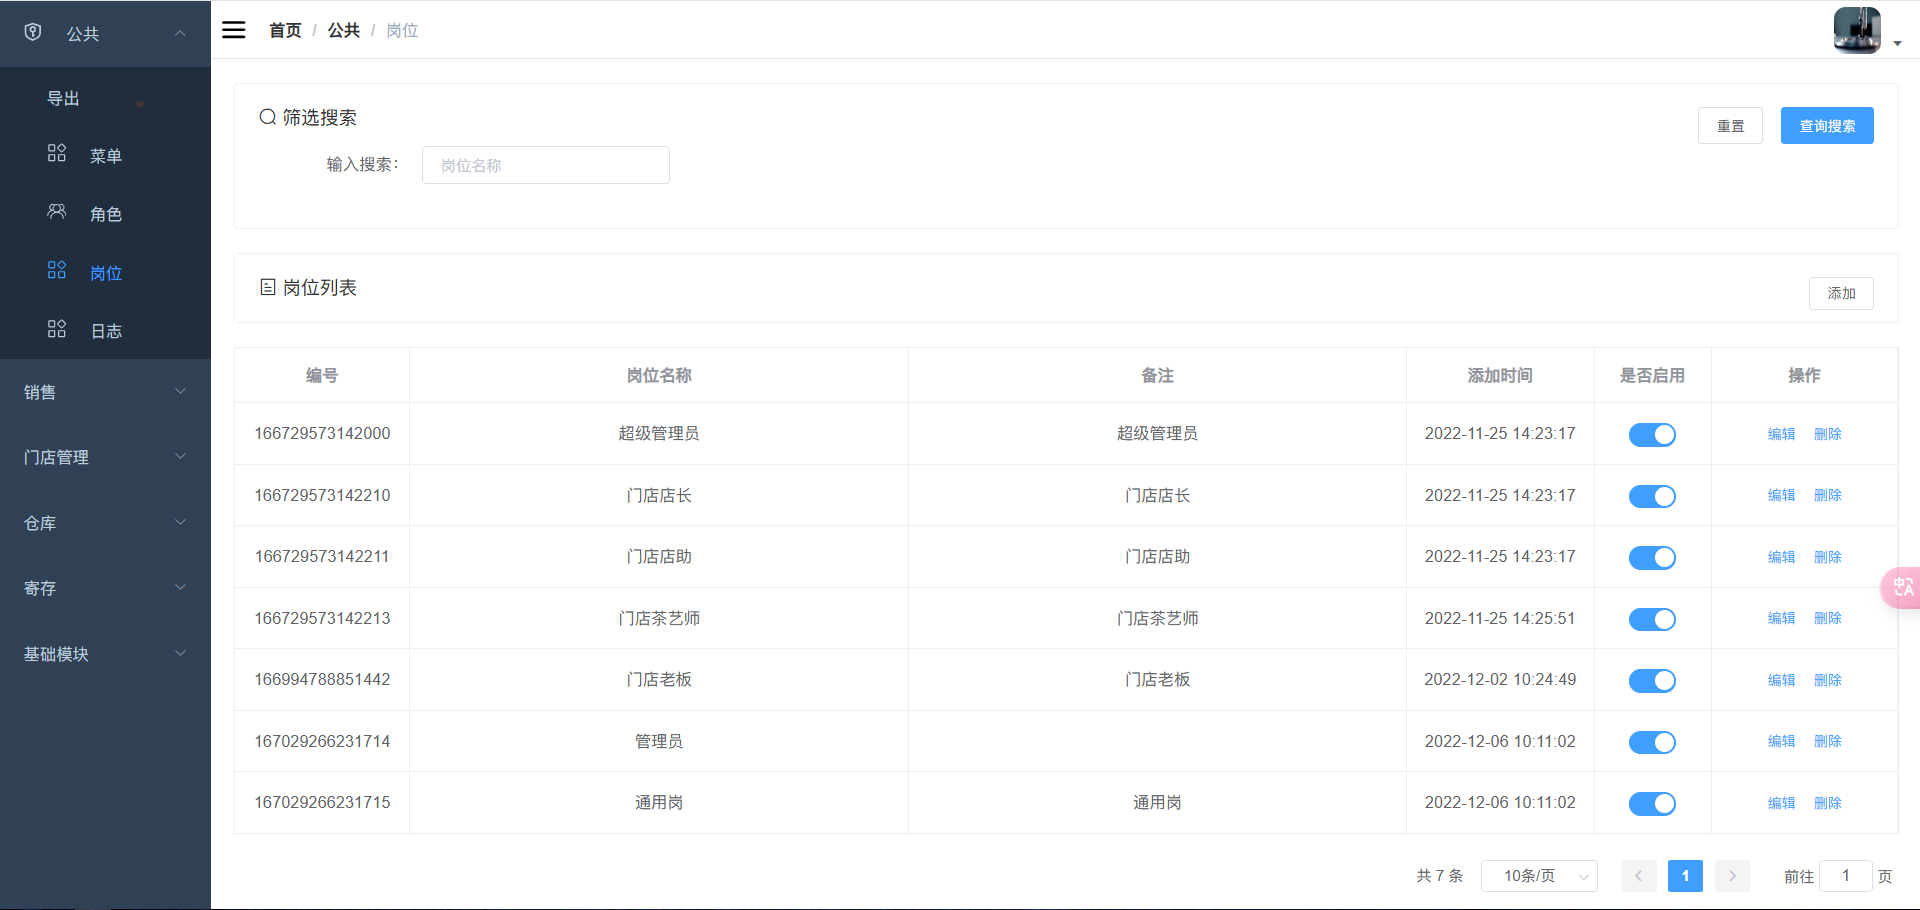 公共
导出
菜单
角色
岗位
日志
销售
门店管理
仓库
寄存
基础模块
首页 / 公共 / 岗位
筛选搜索
重置 查询搜索
输入搜索： 岗位名称
岗位列表
添加
编号 岗位名称 备注 添加时间 是否启用 操作
166729573142000 超级管理员 超级管理员 2022-11-25 14:23:17 编辑 删除
166729573142210 门店店长 门店店长 2022-11-25 14:23:17 编辑 删除
166729573142211 门店店助 门店店助 2022-11-25 14:23:17 编辑 删除
166729573142213 门店茶艺师 门店茶艺师 2022-11-25 14:25:51 编辑 删除
166994788851442 门店老板 门店老板 2022-12-02 10:24:49 编辑 删除
167029266231714 管理员 2022-12-06 10:11:02 编辑 删除
167029266231715 通用岗 通用岗 2022-12-06 10:11:02 编辑 删除
共 7 条 10条/页 1 前往 1 页
中A